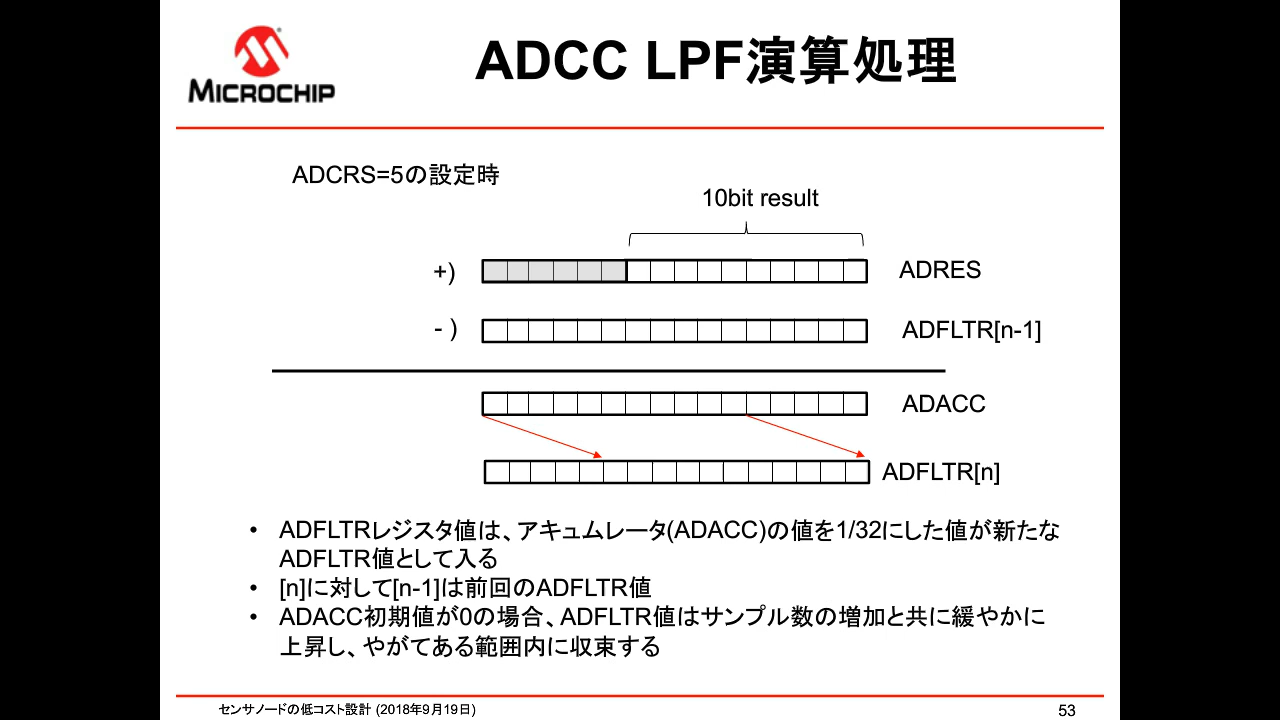 MICROCHIP
ADCC LPF演算処理
ADCRS=5の設定時
10bit result
+)
ADRES
- )
ADFLTR[n-1]
ADACC
ADFLTR[n]
• ADFLTRレジスタ値は、アキュムレータ(ADACC)の値を1/32にした値が新たな
ADFLTR値として入る
• [n]に対して[n-1]は前回のADFLTR値
• ADACC初期値が0の場合、ADFLTR値はサンプル数の増加と共に緩やかに
上昇し、やがてある範囲内に収束する
センサノードの低コスト設計 (2018年9月19日)
53